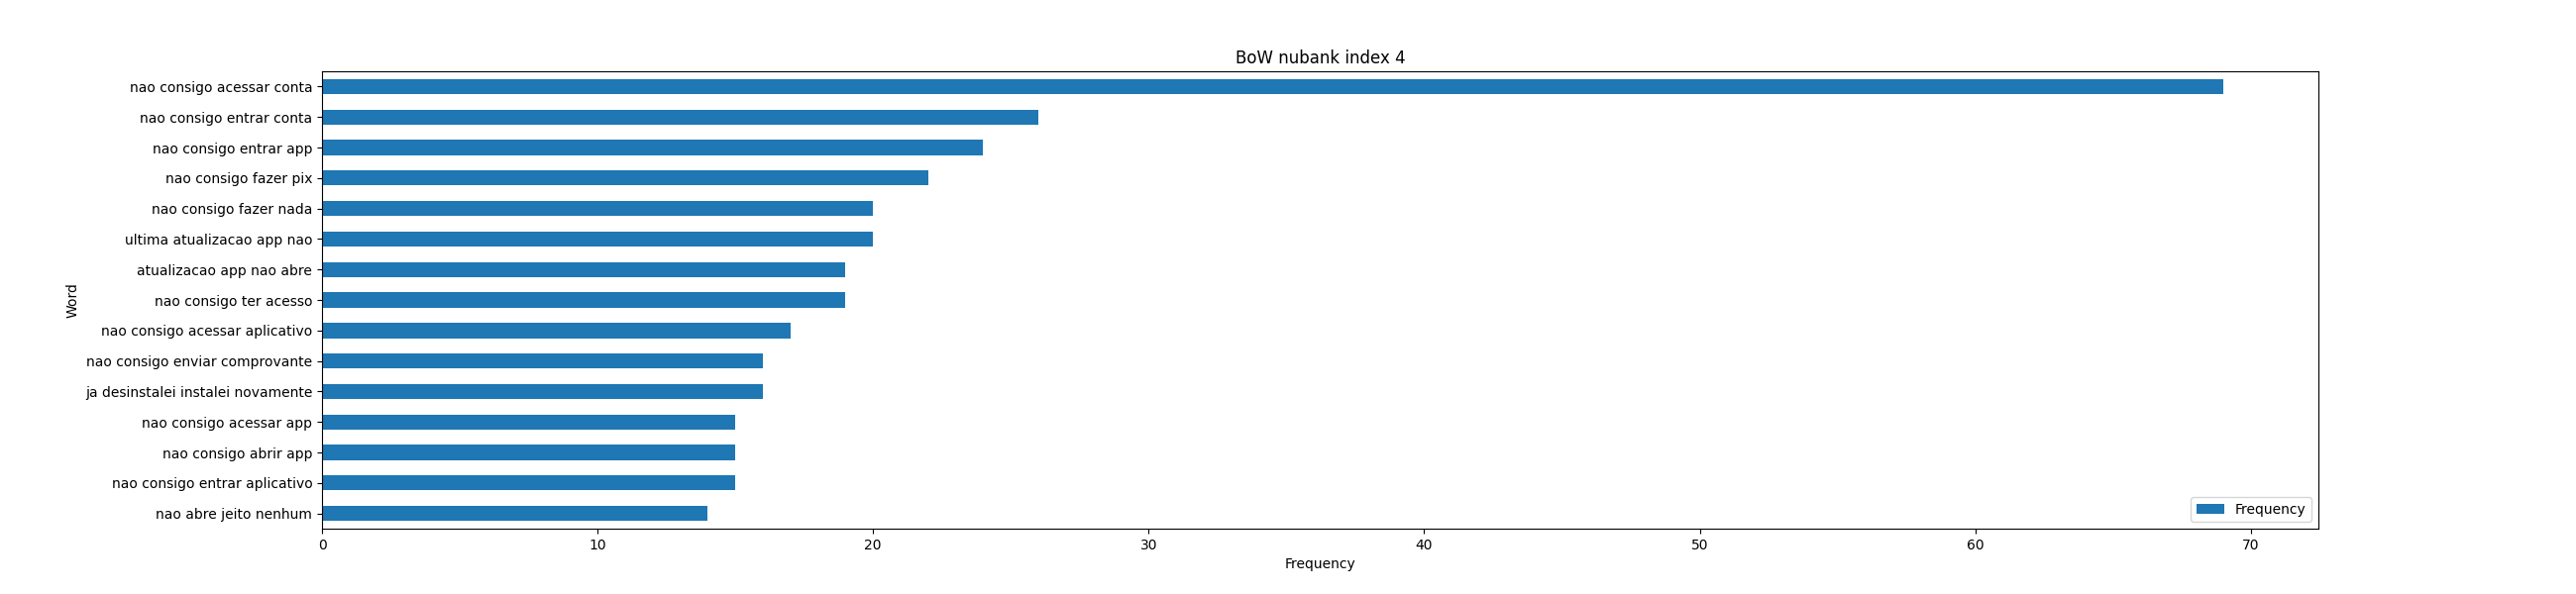 BoW nubank index 4
nao consigo acessar conta
nao consigo entrar conta
nao consigo entrar app
nao consigo fazer pix
nao consigo fazer nada
ultima atualizacao app nao
atualizacao app nao abre
nao consigo ter acesso
nao consigo acessar aplicativo
nao consigo enviar comprovante
ja desinstalei instalei novamente
nao consigo acessar app
nao consigo abrir app
nao consigo entrar aplicativo
nao abre jeito nenhum
Word
Frequency
0 10 20 30 40 50 60 70
Frequency